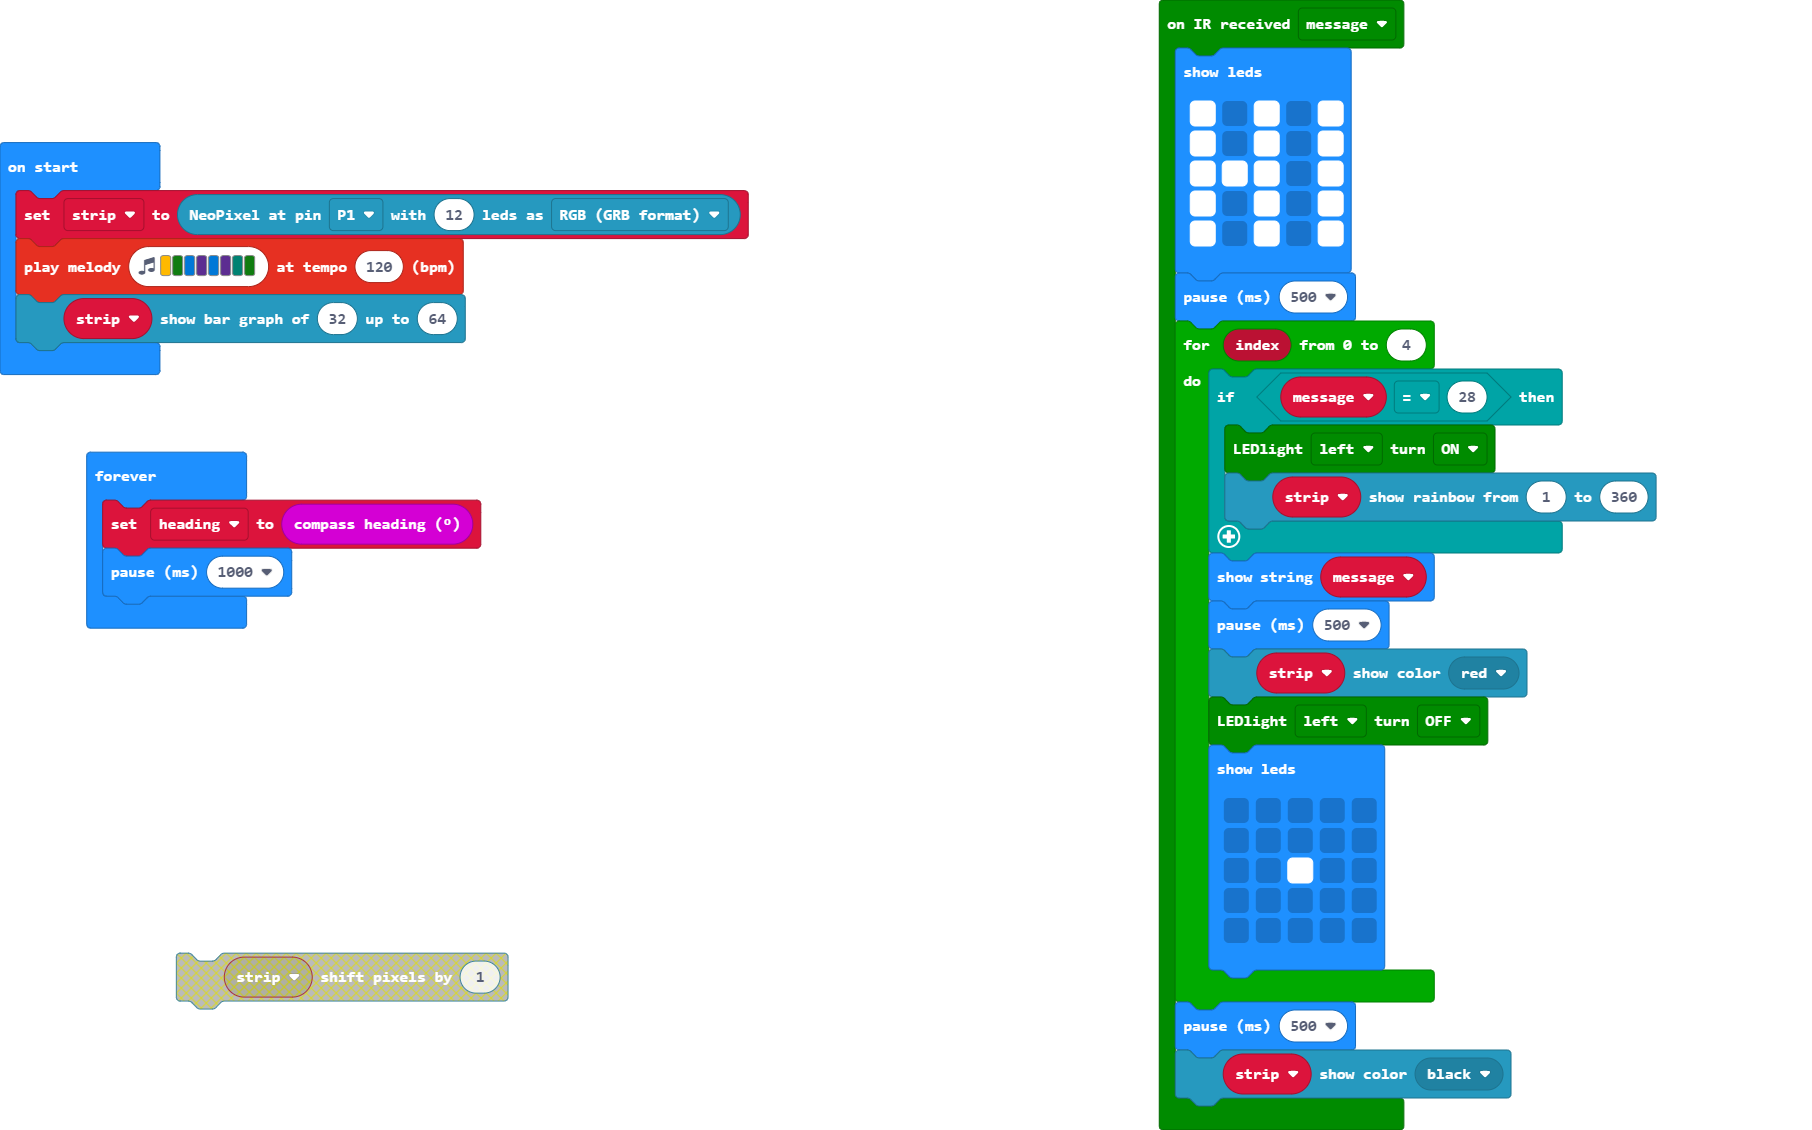 on start
set strip to NeoPixel at pin P1 with 12 leds as RGB (GRB format)
play melody at tempo 120 (bpm)
strip show bar graph of 32 up to 64
forever
set heading to compass heading (º)
pause (ms) 1000
strip shift pixels by 1
on IR received message
show leds
pause (ms) 500
for index from 0 to 4
do
if message = 28 then
LEDlight left turn ON
strip show rainbow from 1 to 360
show string message
pause (ms) 500
strip show color red
LEDlight left turn OFF
show leds
pause (ms) 500
strip show color black